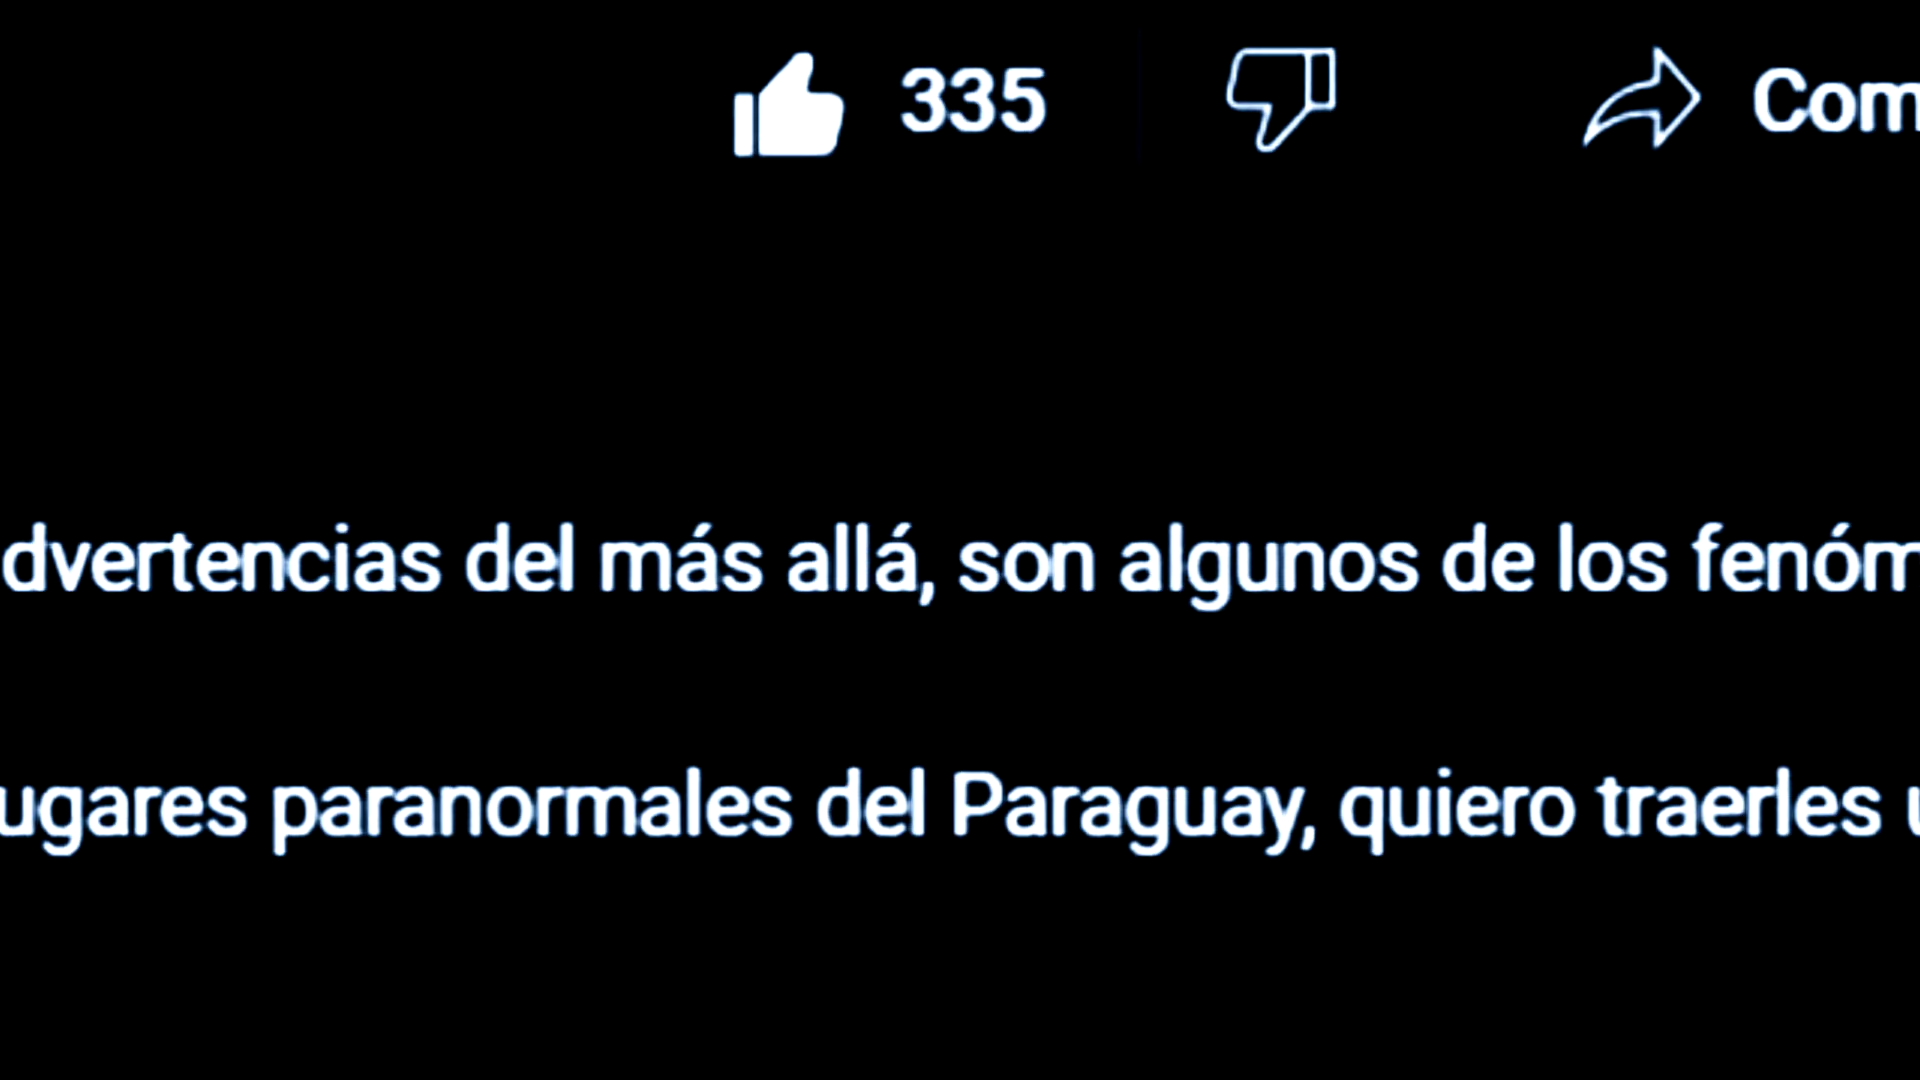 335 Com
dvertencias del más allá, son algunos de los fenóm
ugares paranormales del Paraguay, quiero traerles u